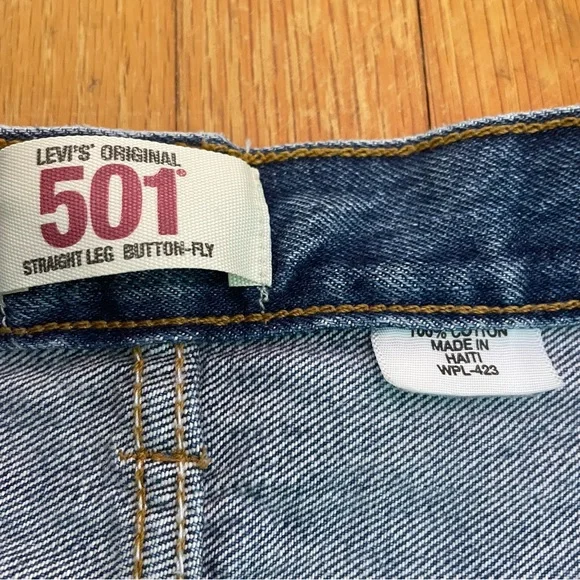 LEVI'S® ORIGINAL
501®
STRAIGHT LEG BUTTON-FLY
100% COTTON
MADE IN
HAITI
WPL-423